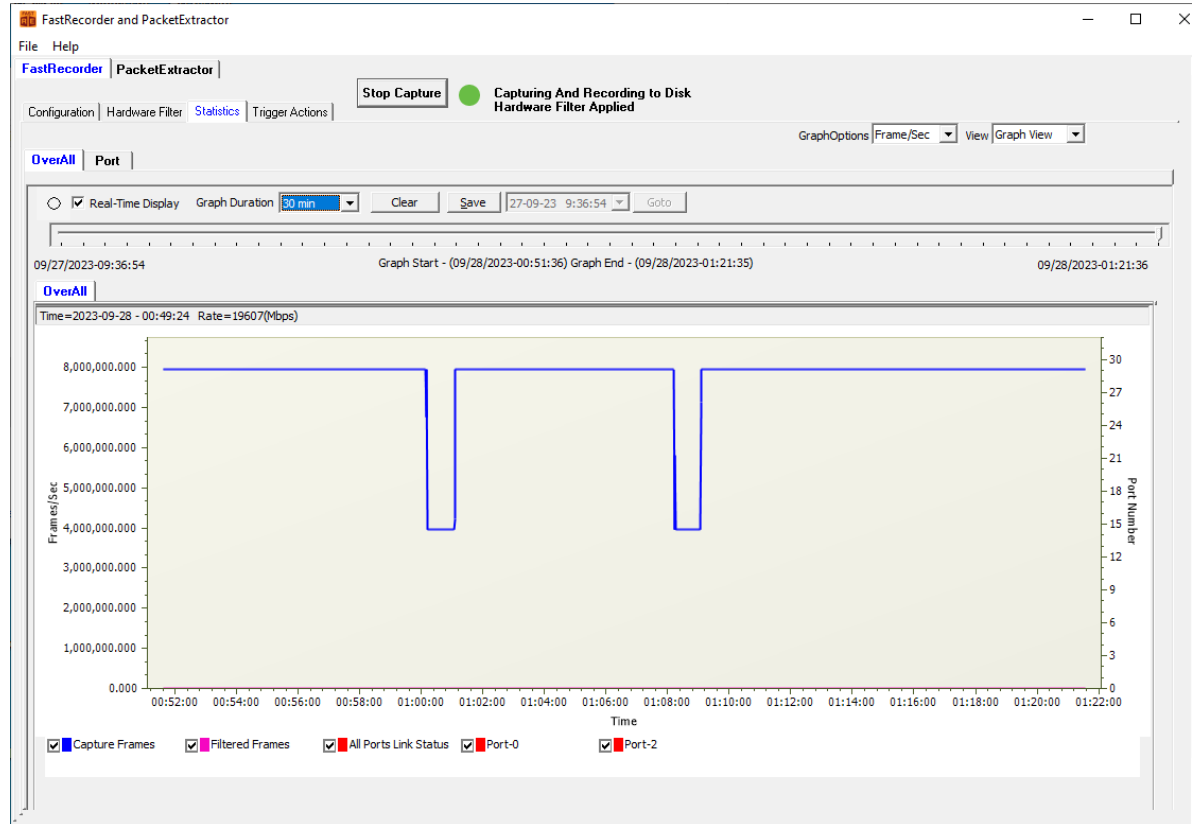 FastRecorder and PacketExtractor
File Help
FastRecorder PacketExtractor
Stop Capture Capturing And Recording to Disk
Hardware Filter Applied
Configuration Hardware Filter Statistics Trigger Actions
GraphOptions Frame/Sec View Graph View
OverAll Port
Real-Time Display Graph Duration 30 min Clear Save 27-09-23 9:36:54 Goto
09/27/2023-09:36:54 Graph Start - (09/28/2023-00:51:36) Graph End - (09/28/2023-01:21:35) 09/28/2023-01:21:36
OverAll
Time=2023-09-28 - 00:49:24 Rate=19607(Mbps)
Frames/Sec
8,000,000.000
7,000,000.000
6,000,000.000
5,000,000.000
4,000,000.000
3,000,000.000
2,000,000.000
1,000,000.000
0.000
30
27
24
21
18
15
12
9
6
3
0
Port Number
00:52:00 00:54:00 00:56:00 00:58:00 01:00:00 01:02:00 01:04:00 01:06:00 01:08:00 01:10:00 01:12:00 01:14:00 01:16:00 01:18:00 01:20:00 01:22:00
Time
Capture Frames Filtered Frames All Ports Link Status Port-0 Port-2